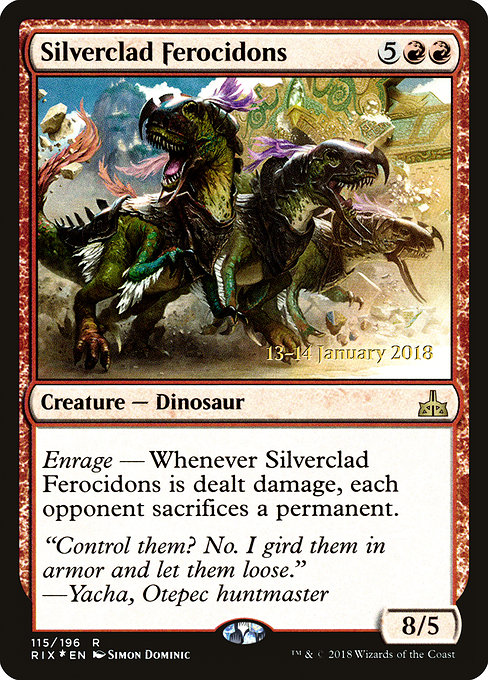 Silverclad Ferocidons 5
13–14 January 2018
Creature — Dinosaur
Enrage — Whenever Silverclad
Ferocidons is dealt damage, each
opponent sacrifices a permanent.
“Control them? No. I gird them in
armor and let them loose.”
—Yacha, Otepec huntmaster
8/5
115/196 R
RIX★EN Simon Dominic
™ & © 2018 Wizards of the Coast